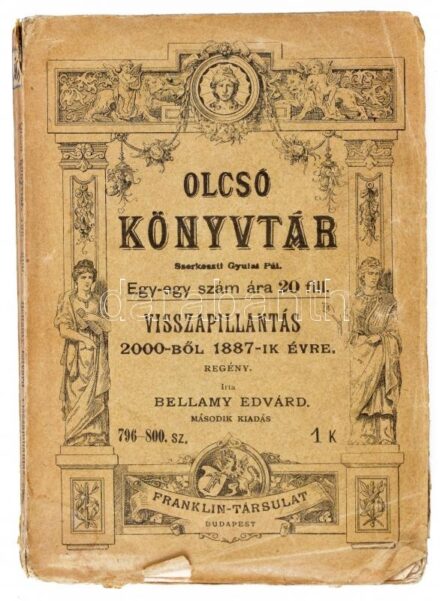 OLCSÓ
KÖNYVTÁR
Szerkeszti Gyulai Pál.
Egy-egy szám ára 20 fill.
VISSZAPILLANTÁS
2000-BŐL 1887-IK ÉVRE.
REGÉNY.
Irta
BELLAMY EDVÁRD.
MÁSODIK KIADÁS
796–800. sz. 1 K
FRANKLIN-TÁRSULAT
BUDAPEST
darabanth